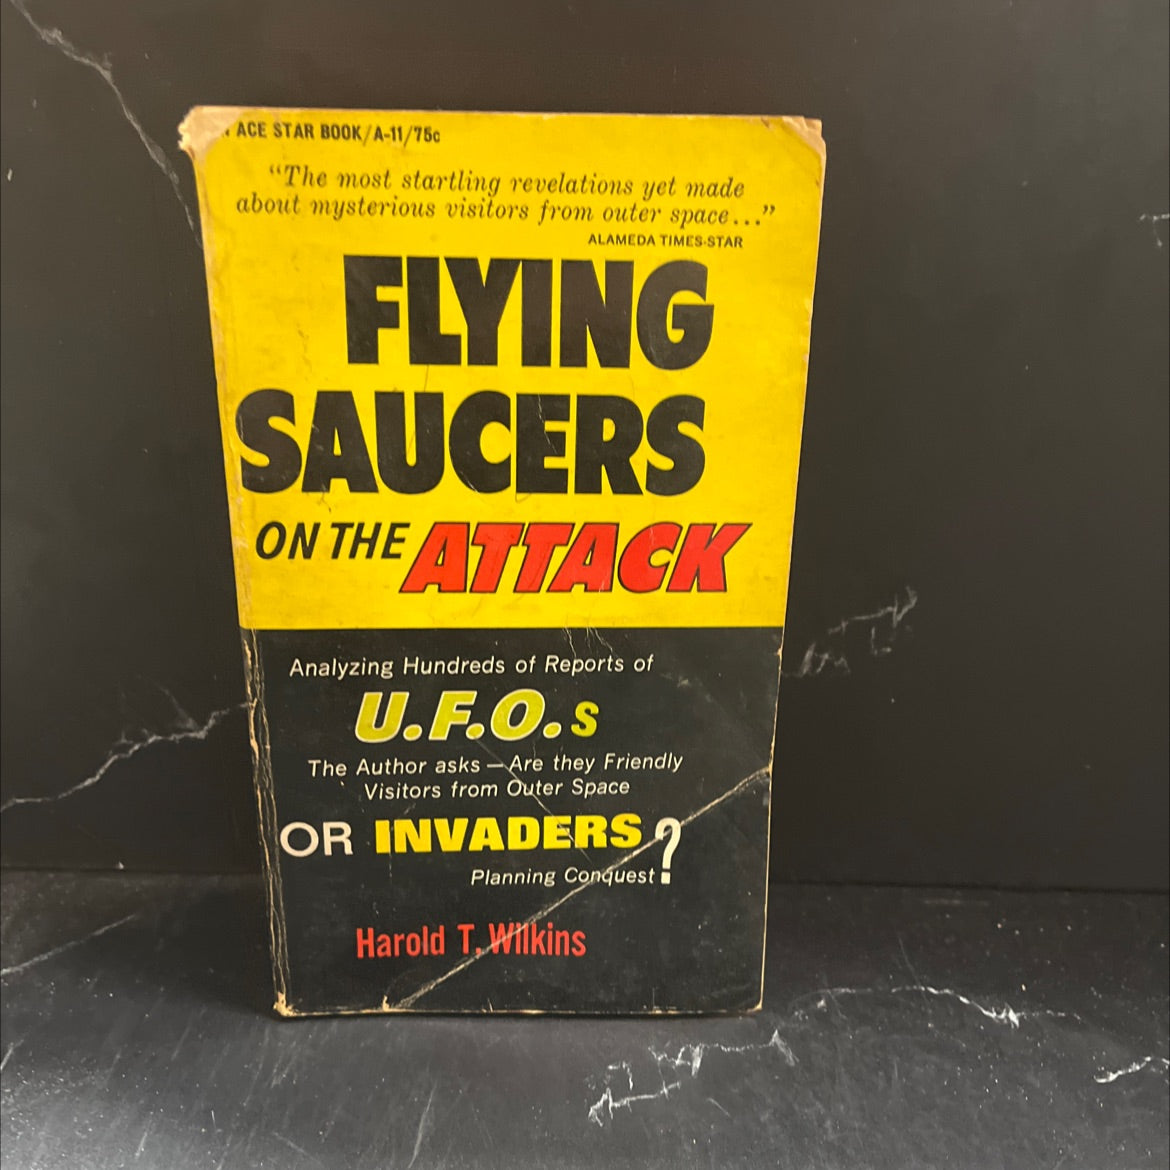 ACE STAR BOOK/A-11/75c
“The most startling revelations yet made
about mysterious visitors from outer space...”
ALAMEDA TIMES-STAR
FLYING
SAUCERS
ON THE ATTACK
Analyzing Hundreds of Reports of
U.F.O.s
The Author asks — Are they Friendly
Visitors from Outer Space
OR INVADERS?
Planning Conquest
Harold T. Wilkins